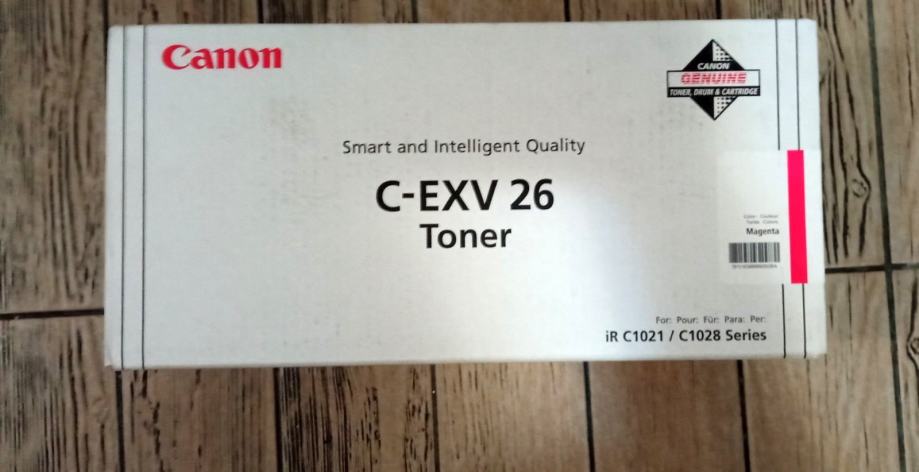 Canon
CANON
GENUINE
TONER, DRUM & CARTRIDGE
Smart and Intelligent Quality
C-EXV 26
Toner
Magenta
For: Pour: Für: Para: Per:
iR C1021 / C1028 Series